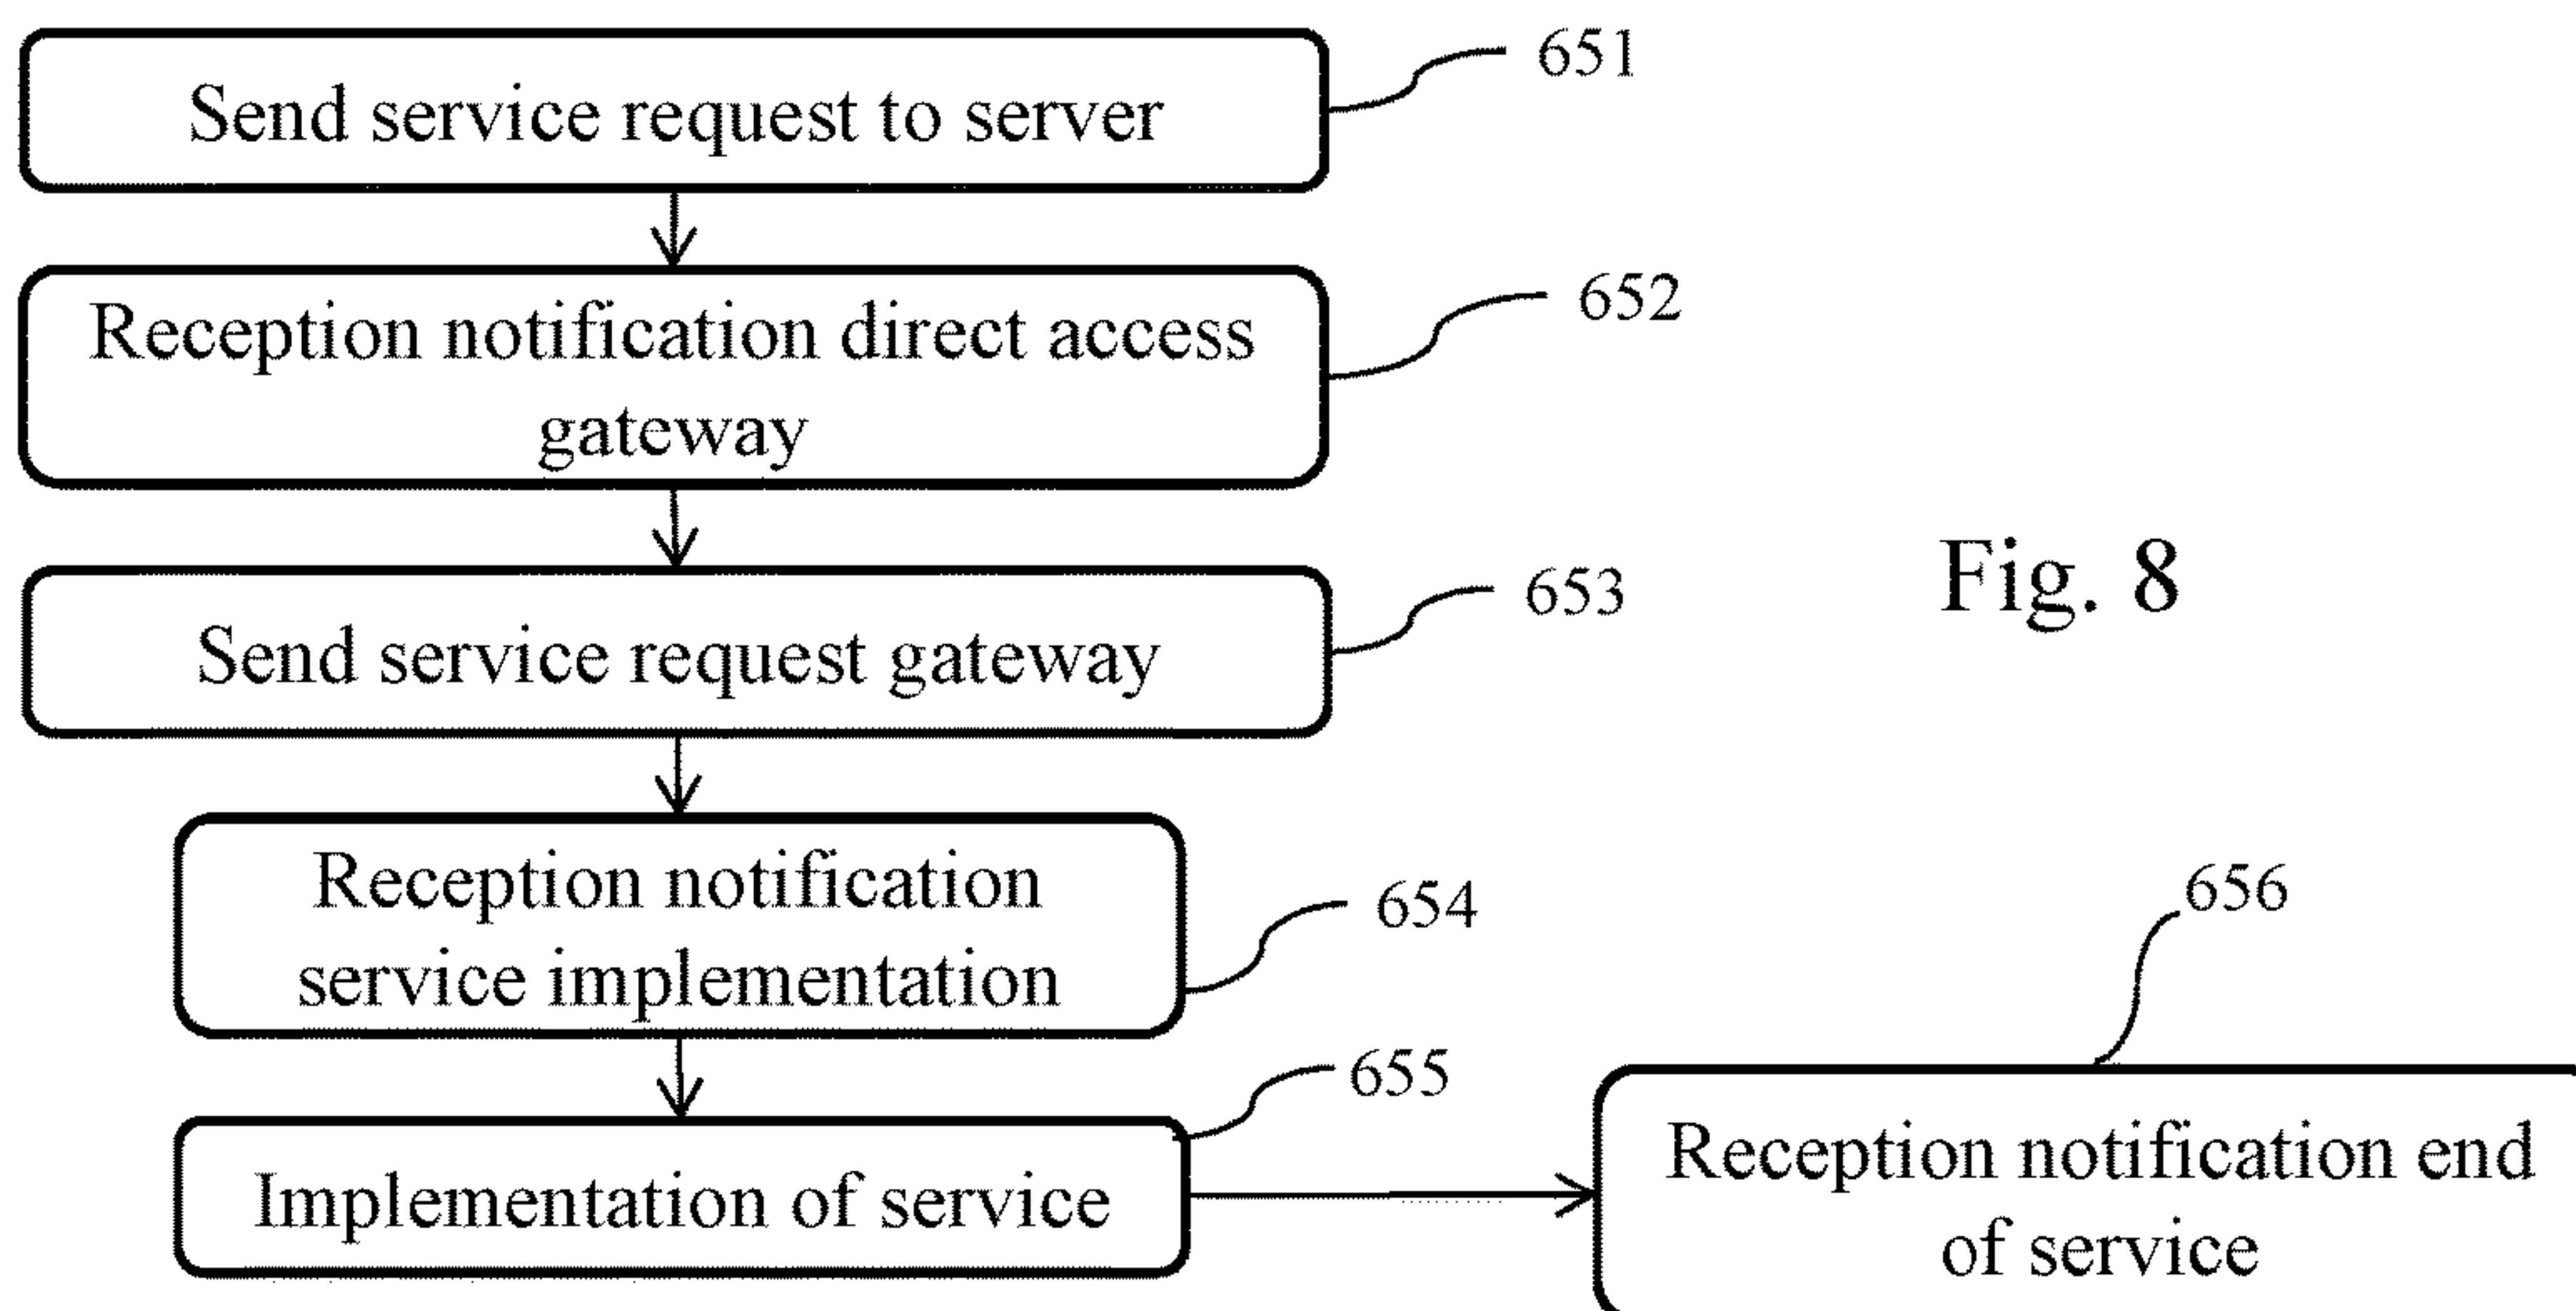 Send service request to server
651
Reception notification direct access
gateway
652
Send service request gateway
653
Fig. 8
Reception notification
service implementation
654
Implementation of service
655
Reception notification end
of service
656